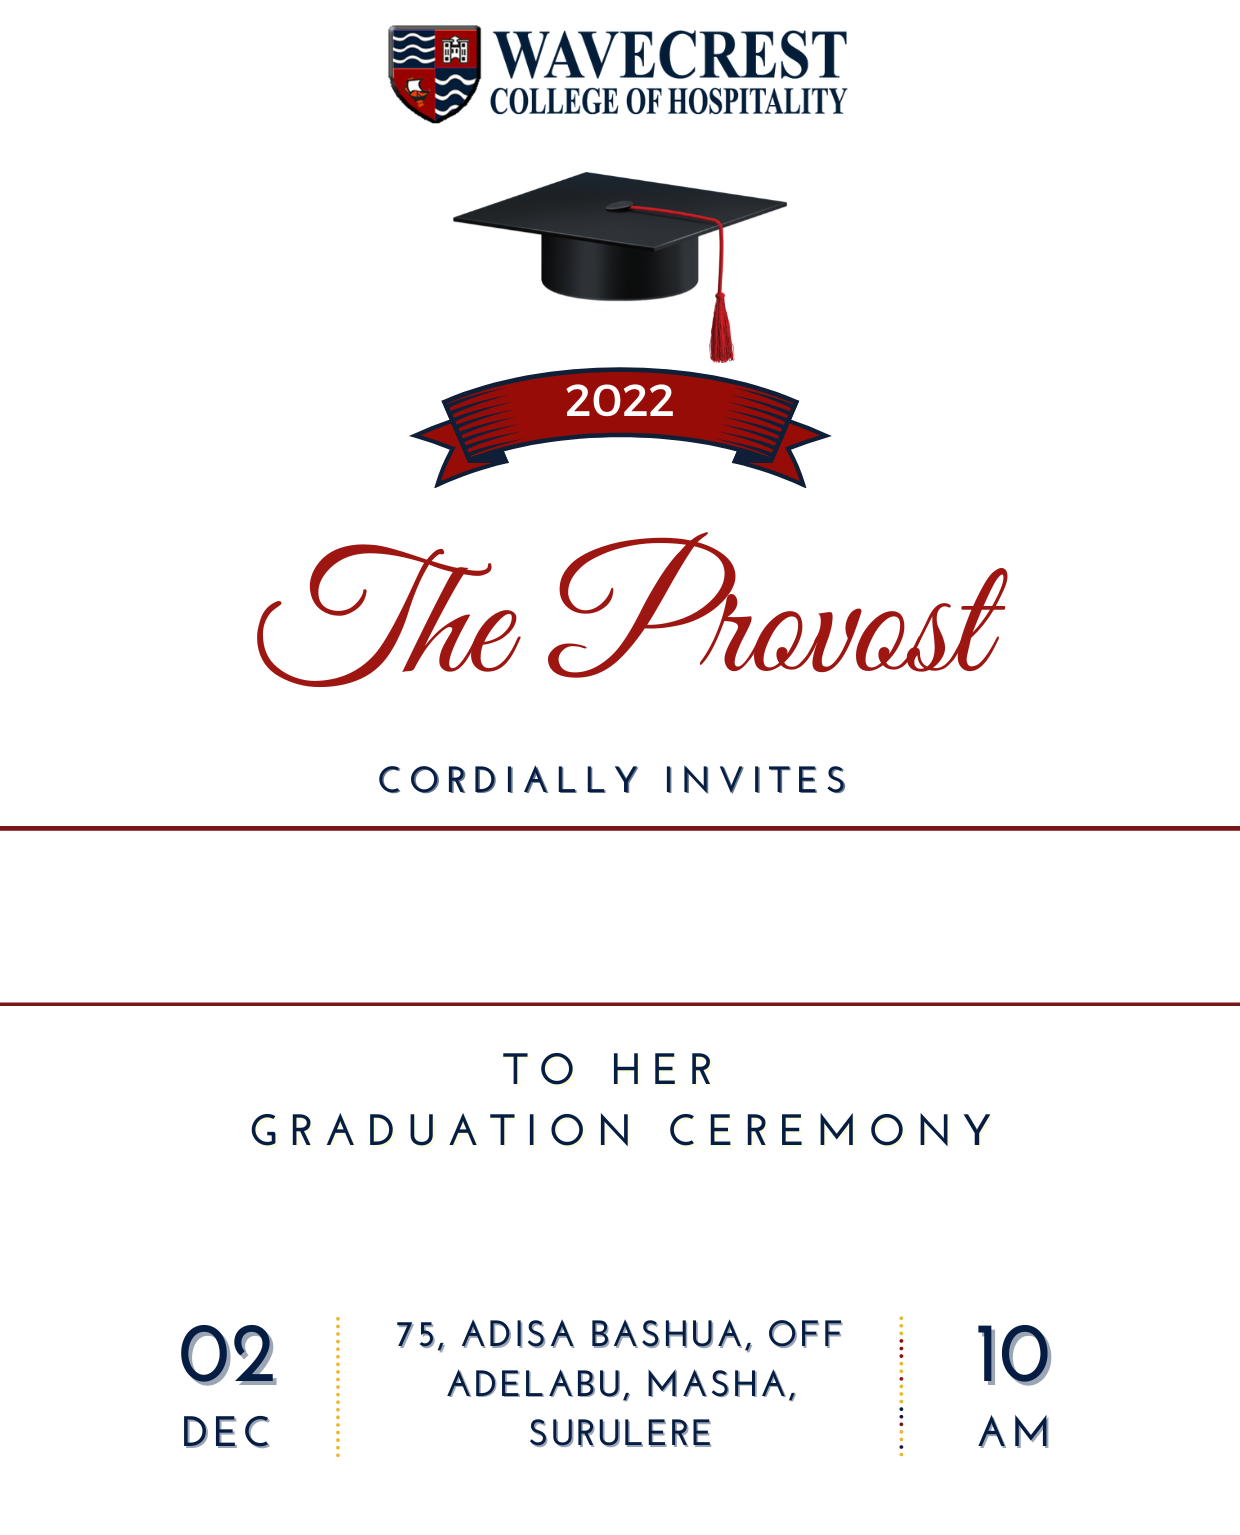 WAVECREST
COLLEGE OF HOSPITALITY
2022
The Provost
CORDIALLY INVITES
TO HER
GRADUATION CEREMONY
02
DEC
75, ADISA BASHUA, OFF
ADELABU, MASHA,
SURULERE
10
AM